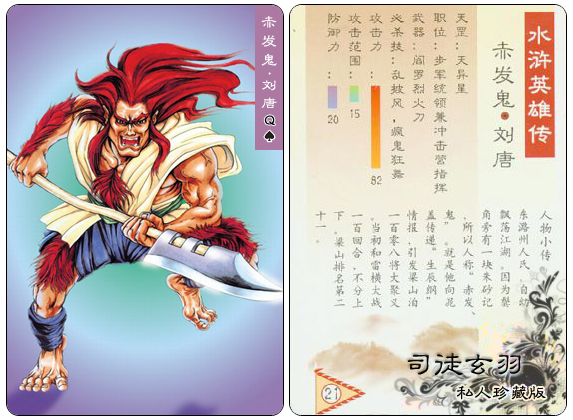 赤发鬼·刘唐
Q♠
水浒英雄传
赤发鬼·刘唐
天罡：天异星
职位：步军统领兼冲击营指挥
武器：阎罗烈火刀
必杀技：乱披风，疯鬼狂舞
攻击力：
82
攻击范围：
15
防御力：
20
人物小传
东潞州人氏，自幼
飘荡江湖。因为鬓
角旁有一块朱砂记
，所以人称“赤发
鬼”。就是他向晁
盖传递“生辰纲”
情报，引发梁山泊
一百零八将大聚义
。当初和雷横大战
一百回合，不分上
下。梁山排名第二
十一。
司徒玄羽
私人珍藏版
21